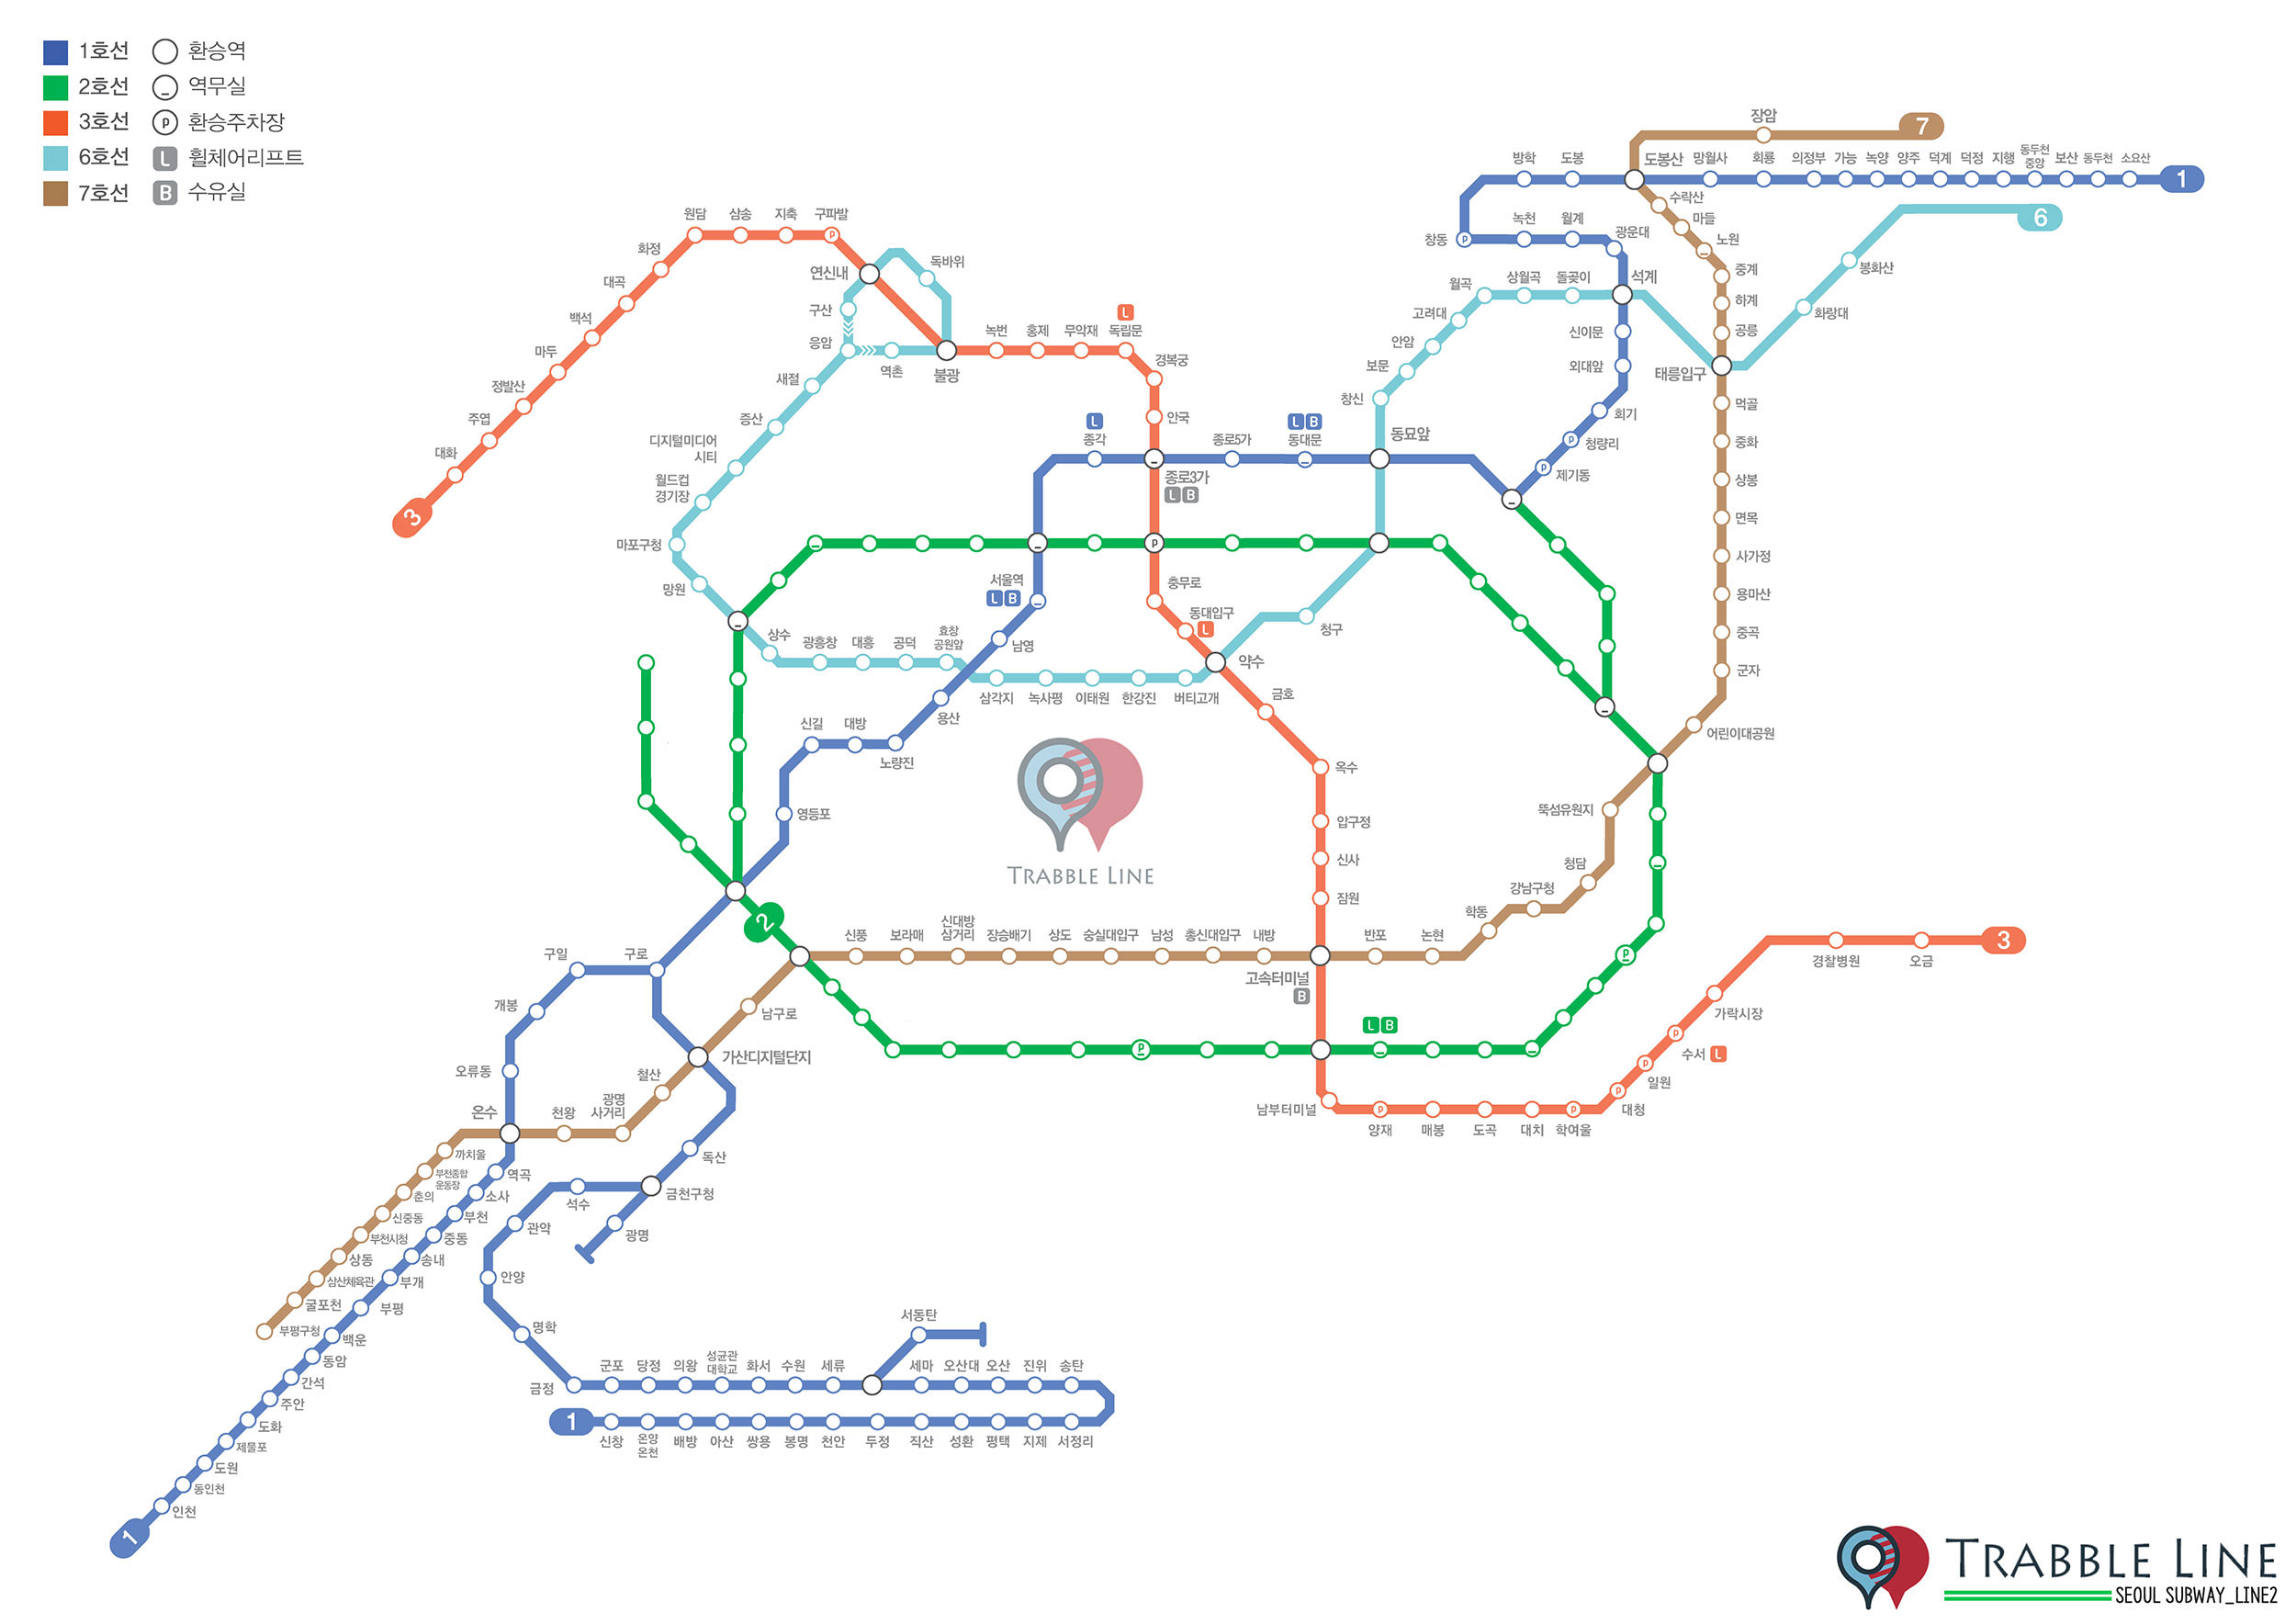 1호선
환승역
2호선
역무실
3호선
P
환승주차장
6호선
L
휠체어리프트
7호선
B
수유실
장암
7
방학
도봉
도봉산
망월사
회룡
의정부
가능
녹양
양주
덕계
덕정
지행
동두천
중앙
보산
동두천
소요산
1
수락산
마들
노원
중계
하계
공릉
6
봉화산
화랑대
창동
P
녹천
월계
광운대
석계
월곡
상월곡
돌곶이
고려대
안암
보문
창신
신이문
외대앞
회기
P
청량리
P
제기동
태릉입구
먹골
중화
상봉
면목
사가정
용마산
중곡
군자
어린이대공원
뚝섬유원지
청담
강남구청
학동
원담
삼송
지축
구파발
P
화정
대곡
백석
마두
정발산
주엽
대화
3
연신내
독바위
구산
응암
역촌
불광
새절
증산
디지털미디어
시티
월드컵
경기장
마포구청
망원
녹번
홍제
무악재
L
독립문
경복궁
안국
L
종각
종로3가
L B
종로5가
L B
동대문
동묘앞
P
서울역
L B
남영
용산
충무로
동대입구
L
약수
청구
금호
옥수
압구정
신사
잠원
상수
광흥창
대흥
공덕
효창
공원앞
삼각지
녹사평
이태원
한강진
버티고개
신길
대방
노량진
영등포
TRABBLE LINE
2
신풍
보라매
신대방
삼거리
장승배기
상도
숭실대입구
남성
총신대입구
내방
고속터미널
B
반포
논현
P
P
L B
남부터미널
P
양재
매봉
도곡
대치
P
학여울
P
대청
P
일원
P
수서 L
가락시장
경찰병원
오금
3
구일
구로
개봉
오류동
온수
남구로
가산디지털단지
철산
광명
사거리
천왕
까치울
부천종합
운동장
춘의
신중동
부천시청
상동
삼산체육관
굴포천
부평구청
역곡
소사
부천
중동
송내
부개
부평
백운
동암
간석
주안
도화
제물포
도원
동인천
인천
1
독산
금천구청
광명
석수
관악
안양
명학
금정
군포
당정
의왕
성균관
대학교
화서
수원
세류
서동탄
세마
오산대
오산
진위
송탄
1
신창
온양
온천
배방
아산
쌍용
봉명
천안
두정
직산
성환
평택
지제
서정리
TRABBLE LINE
SEOUL SUBWAY_LINE2